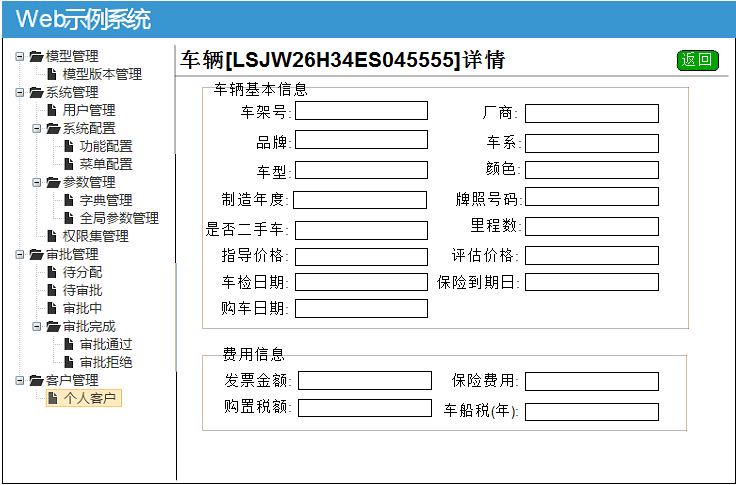 Web示例系统
模型管理
模型版本管理
系统管理
用户管理
系统配置
功能配置
菜单配置
参数管理
字典管理
全局参数管理
权限集管理
审批管理
待分配
待审批
审批中
审批完成
审批通过
审批拒绝
客户管理
个人客户
车辆[LSJW26H34ES045555]详情
返回
车辆基本信息
车架号: 厂商:
品牌: 车系:
车型: 颜色:
制造年度: 牌照号码:
是否二手车: 里程数:
指导价格: 评估价格:
车检日期: 保险到期日:
购车日期:
费用信息
发票金额: 保险费用:
购置税额: 车船税(年):